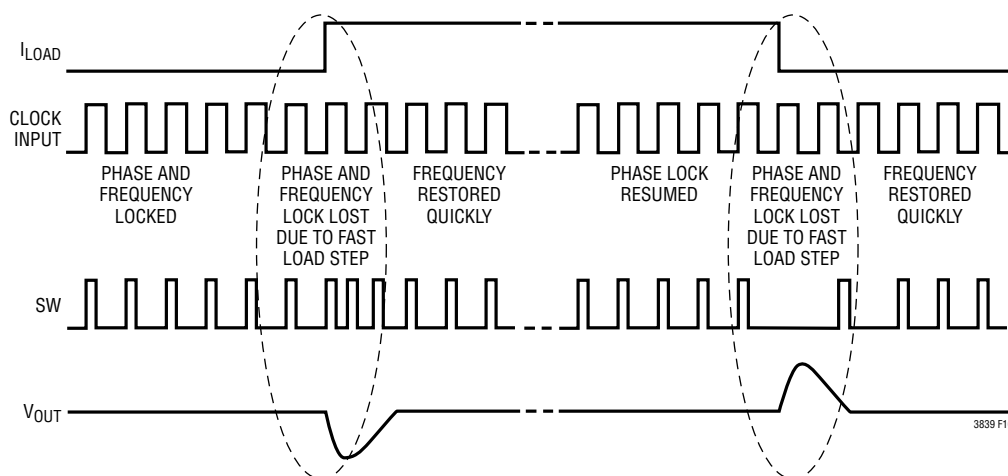 ILOAD
CLOCK
INPUT
PHASE AND
FREQUENCY
LOCKED
PHASE AND
FREQUENCY
LOCK LOST
DUE TO FAST
LOAD STEP
FREQUENCY
RESTORED
QUICKLY
PHASE LOCK
RESUMED
PHASE AND
FREQUENCY
LOCK LOST
DUE TO FAST
LOAD STEP
FREQUENCY
RESTORED
QUICKLY
SW
VOUT
3839 F1